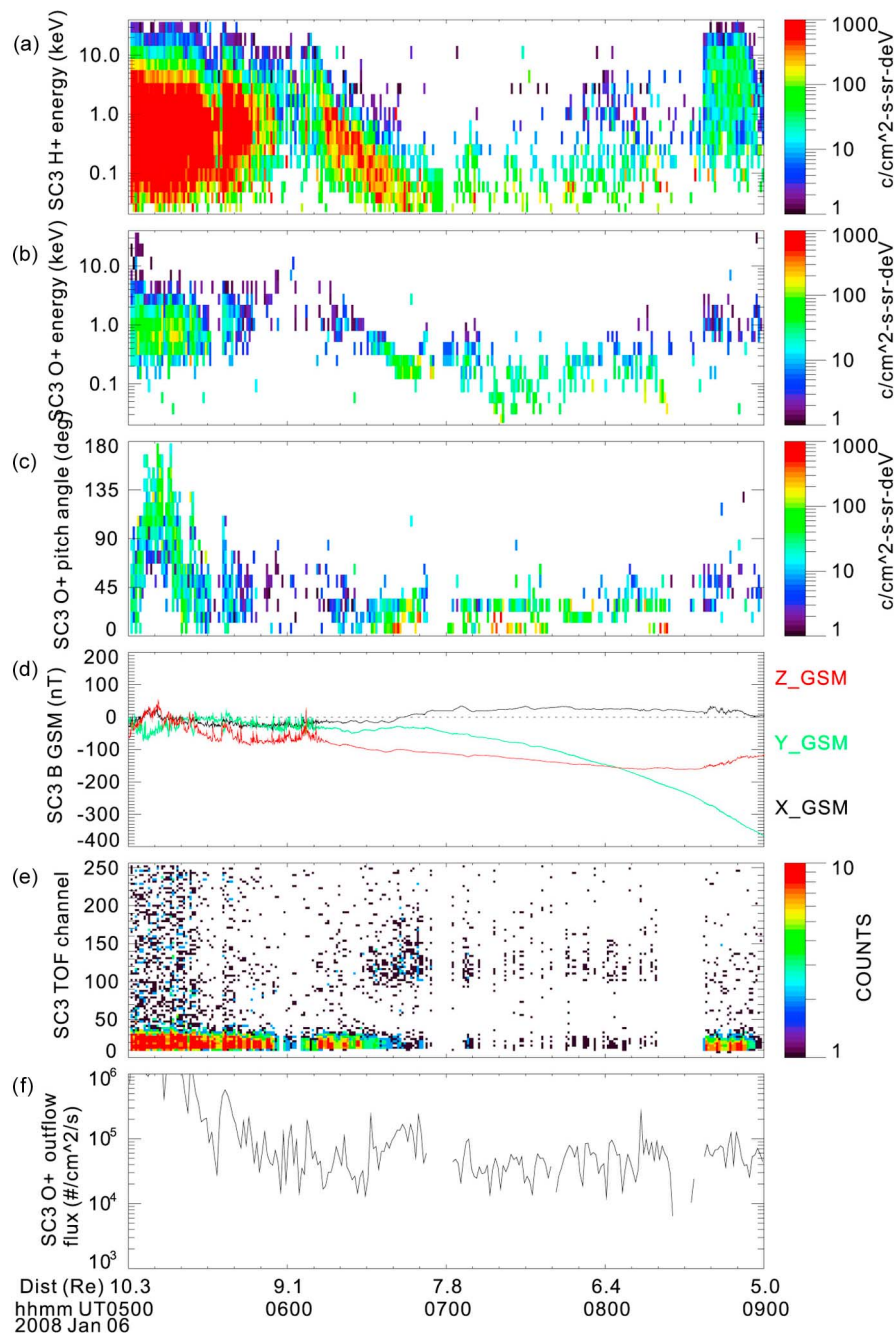 (a)
SC3 H+ energy (keV)
10.0
1.0
0.1
1000
100
10
1
c/cm^2-s-sr-deV
(b)
SC3 O+ energy (keV)
10.0
1.0
0.1
1000
100
10
1
c/cm^2-s-sr-deV
(c)
SC3 O+ pitch angle (deg)
180
135
90
45
0
1000
100
10
1
c/cm^2-s-sr-deV
(d)
SC3 B GSM (nT)
200
100
0
-100
-200
-300
-400
Z_GSM
Y_GSM
X_GSM
(e)
SC3 TOF channel
250
200
150
100
50
0
10
1
COUNTS
(f)
SC3 O+ outflow
flux (#/cm^2/s)
10^6
10^5
10^4
10^3
Dist (Re) 10.3 9.1 7.8 6.4 5.0
hhmm UT0500 0600 0700 0800 0900
2008 Jan 06